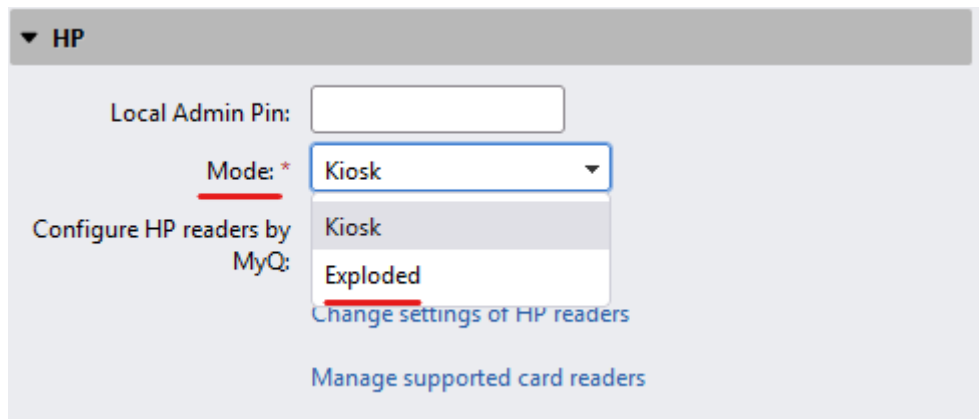 HP
Local Admin Pin:
Mode: * Kiosk
Configure HP readers by Kiosk
MyQ:
Exploded
Change settings of HP readers
Manage supported card readers